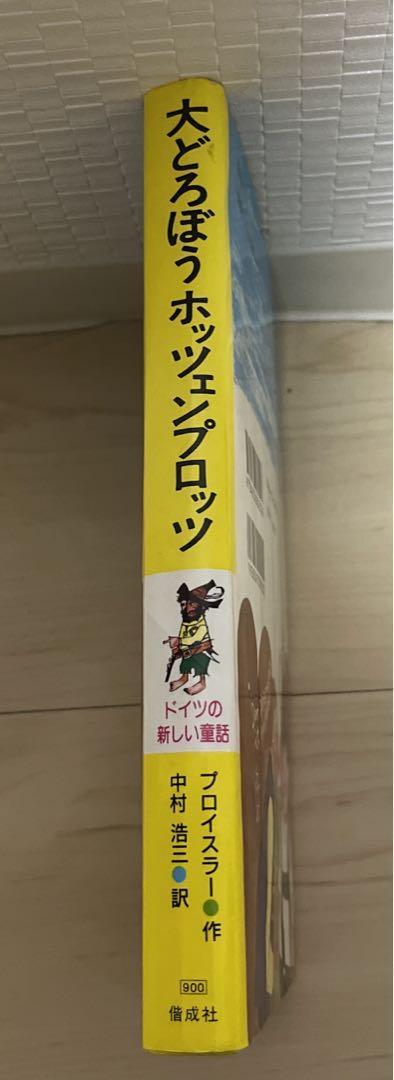 大どろぼうホッツェンプロッツ
ドイツの
新しい童話
プロイスラー●作
中村 浩三●訳
900
偕成社